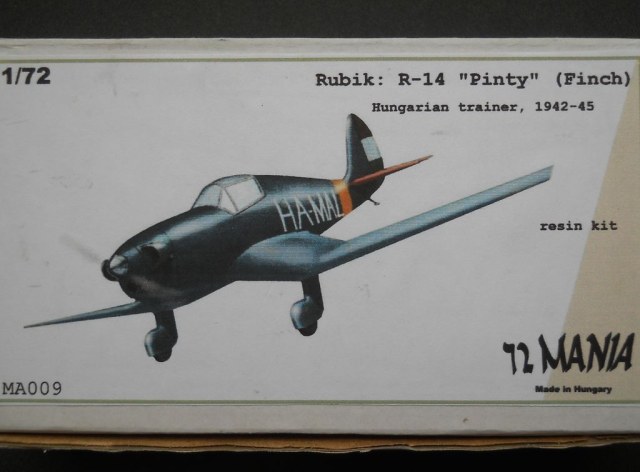 1/72
Rubik: R-14 "Pinty" (Finch)
Hungarian trainer, 1942-45
HA-MAI
resin kit
72 MANIA
Made in Hungary
MA009